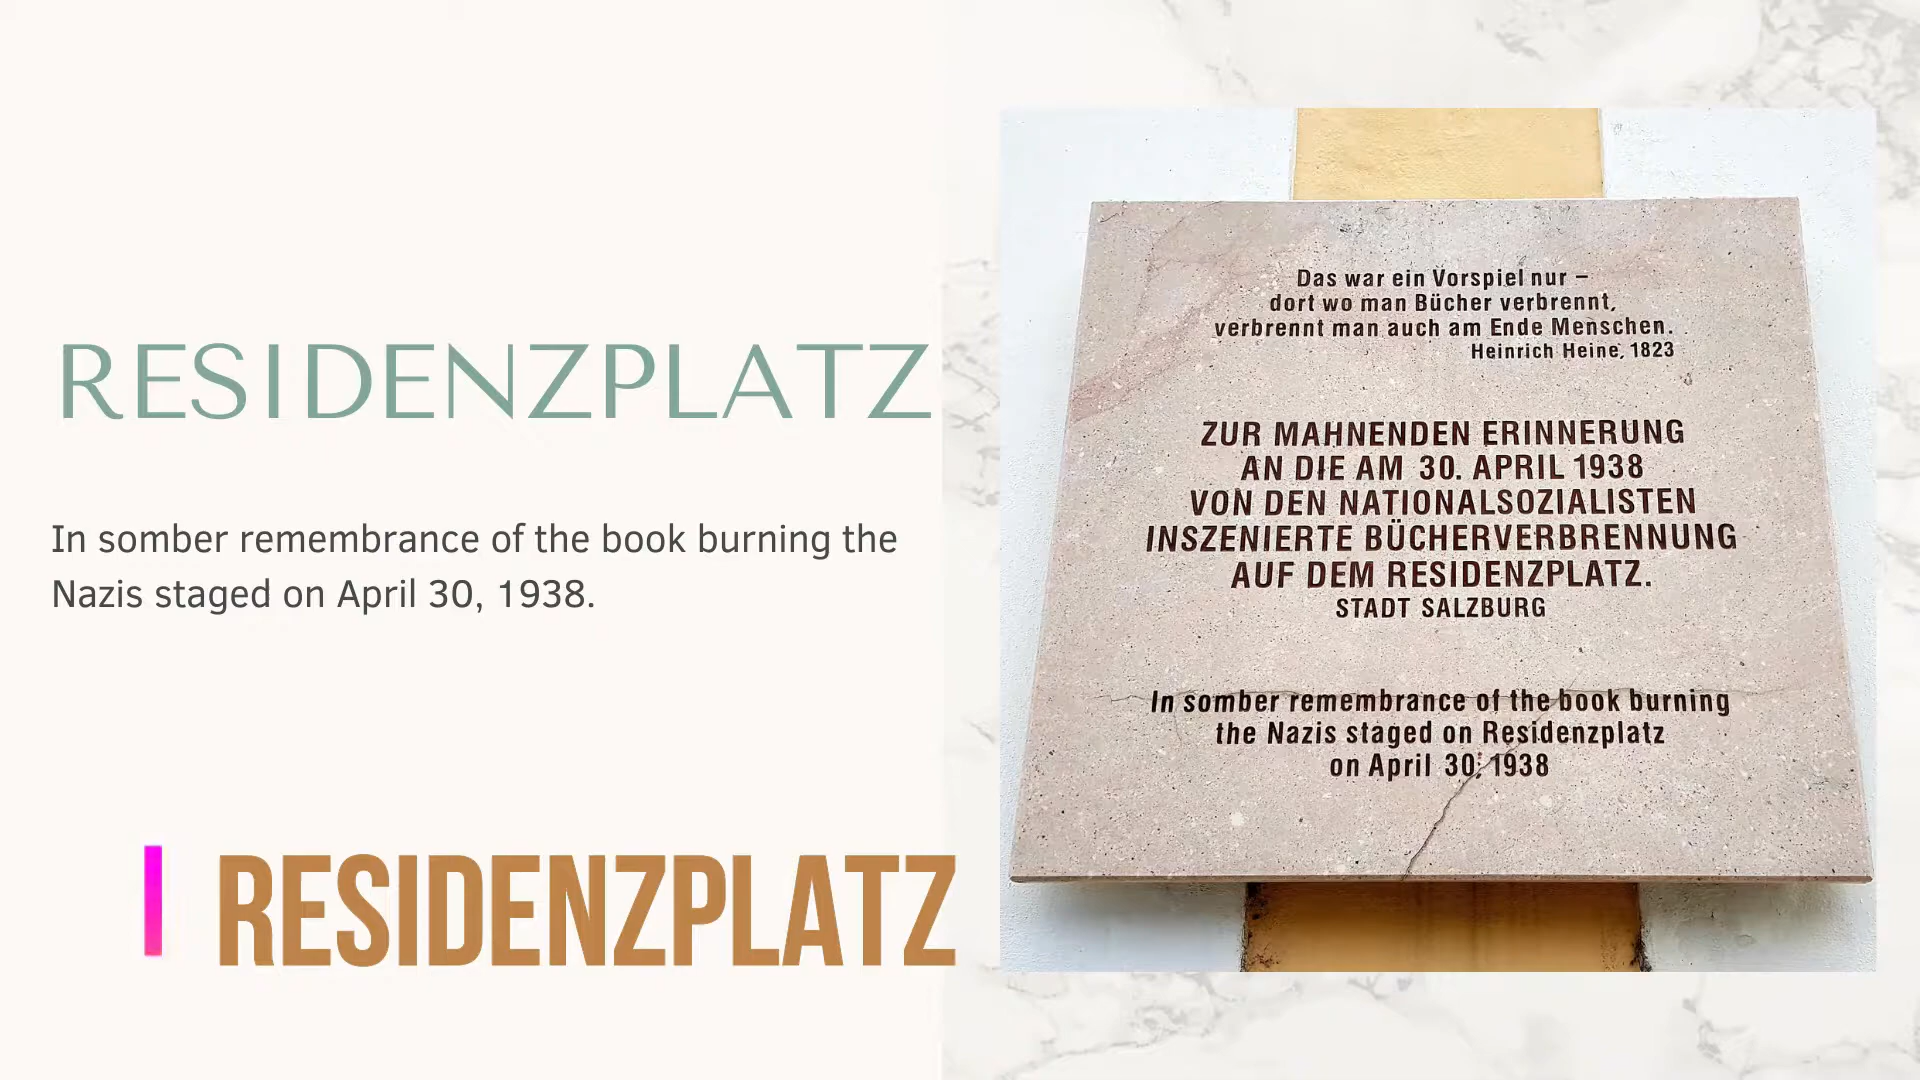 RESIDENZPLATZ
In somber remembrance of the book burning the
Nazis staged on April 30, 1938.
RESIDENZPLATZ
Das war ein Vorspiel nur –
dort wo man Bücher verbrennt,
verbrennt man auch am Ende Menschen.
Heinrich Heine, 1823
ZUR MAHNENDEN ERINNERUNG
AN DIE AM 30. APRIL 1938
VON DEN NATIONALSOZIALISTEN
INSZENIERTE BÜCHERVERBRENNUNG
AUF DEM RESIDENZPLATZ.
STADT SALZBURG
In somber remembrance of the book burning
the Nazis staged on Residenzplatz
on April 30, 1938